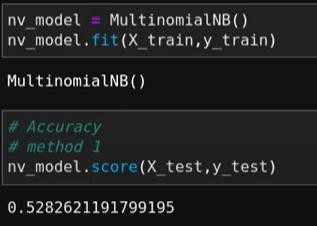 nv_model = MultinomialNB()
nv_model.fit(X_train,y_train)
MultinomialNB()
# Accuracy
# method 1
nv_model.score(X_test,y_test)
0.5282621191799195